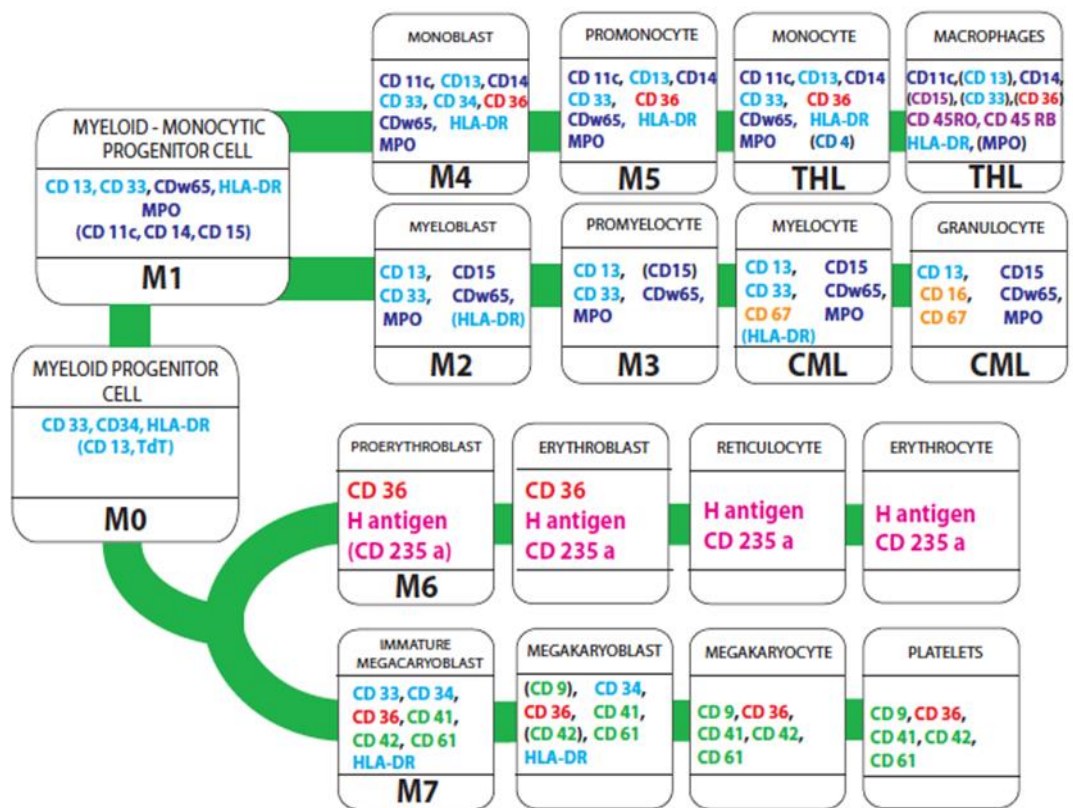 MONOBLAST
CD 11c, CD13, CD14
CD 33, CD 34, CD 36
CDw65, HLA-DR
MPO
M4
PROMONOCYTE
CD 11c, CD13, CD14
CD 33, CD 36
CDw65, HLA-DR
MPO
M5
MONOCYTE
CD 11c, CD13, CD14
CD 33, CD 36
CDw65, HLA-DR
MPO (CD 4)
THL
MACROPHAGES
CD11c,(CD 13), CD14,
(CD15), (CD 33),(CD 36)
CD 45RO, CD 45 RB
HLA-DR, (MPO)
THL
MYELOID - MONOCYTIC
PROGENITOR CELL
CD 13, CD 33, CDw65, HLA-DR
MPO
(CD 11c, CD 14, CD 15)
M1
MYELOBLAST
CD 13, CD15
CD 33, CDw65,
MPO (HLA-DR)
M2
PROMYELOCYTE
CD 13, (CD15)
CD 33, CDw65,
MPO
M3
MYELOCYTE
CD 13, CD15
CD 33, CDw65,
CD 67 MPO
(HLA-DR)
CML
GRANULOCYTE
CD 13, CD15
CD 16, CDw65,
CD 67 MPO
CML
MYELOID PROGENITOR
CELL
CD 33, CD34, HLA-DR
(CD 13, TdT)
M0
PROERYTHROBLAST
CD 36
H antigen
(CD 235 a)
M6
ERYTHROBLAST
CD 36
H antigen
CD 235 a
RETICULOCYTE
H antigen
CD 235 a
ERYTHROCYTE
H antigen
CD 235 a
IMMATURE
MEGACARYOBLAST
CD 33, CD 34,
CD 36, CD 41,
CD 42, CD 61
HLA-DR
M7
MEGAKARYOBLAST
(CD 9), CD 34,
CD 36, CD 41,
(CD 42), CD 61
HLA-DR
MEGAKARYOCYTE
CD 9, CD 36,
CD 41, CD 42,
CD 61
PLATELETS
CD 9, CD 36,
CD 41, CD 42,
CD 61